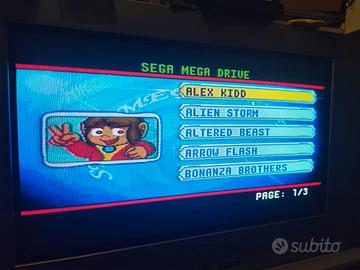 SEGA MEGA DRIVE
ALEX KIDD
ALIEN STORM
ALTERED BEAST
ARROW FLASH
BONANZA BROTHERS
PAGE: 1/3
subito